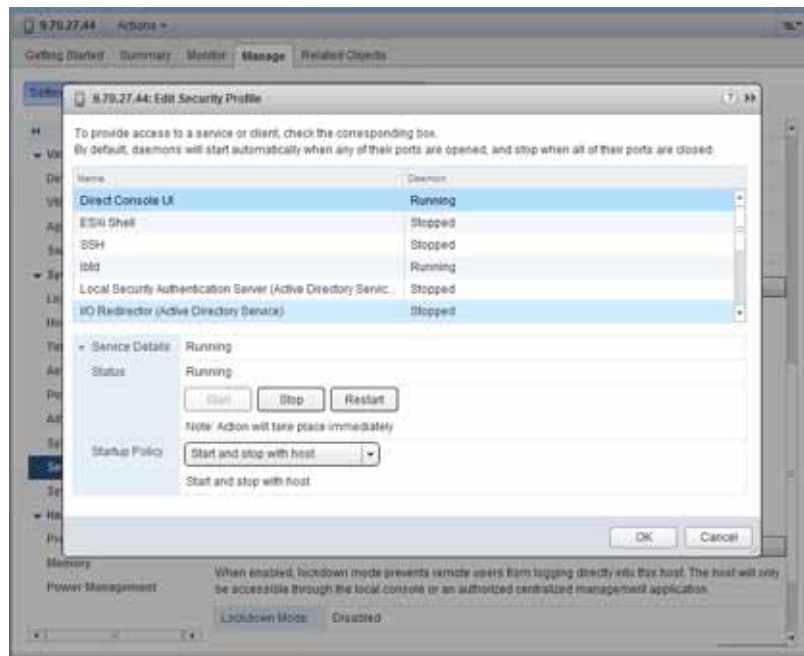 9.70.27.44 Actions
Getting Started Summary Monitor Manage Related Objects
9.70.27.44: Edit Security Profile
To provide access to a service or client, check the corresponding box.
By default, daemons will start automatically when any of their ports are opened, and stop when all of their ports are closed.
Name Daemon
Direct Console UI Running
ESXi Shell Stopped
SSH Stopped
lbtd Running
Local Security Authentication Server (Active Directory Servic... Stopped
I/O Redirector (Active Directory Service) Stopped
Service Details Running
Status Running
Start Stop Restart
Note: Action will take place immediately
Startup Policy Start and stop with host
Start and stop with host
OK Cancel
Memory
Power Management
When enabled, lockdown mode prevents remote users from logging directly into this host. The host will only
be accessible through the local console or an authorized centralized management application.
Lockdown Mode Disabled